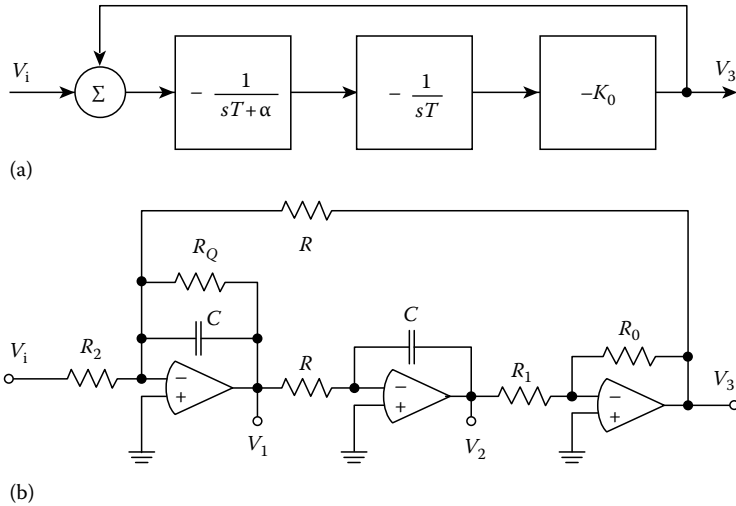 V_i
Σ
− 1/(sT + α)
− 1/(sT)
−K_0
V_3
(a)
R
R_Q
C
C
V_i
R_2
R
R_1
R_0
V_3
−
+
−
+
−
+
V_1
V_2
(b)